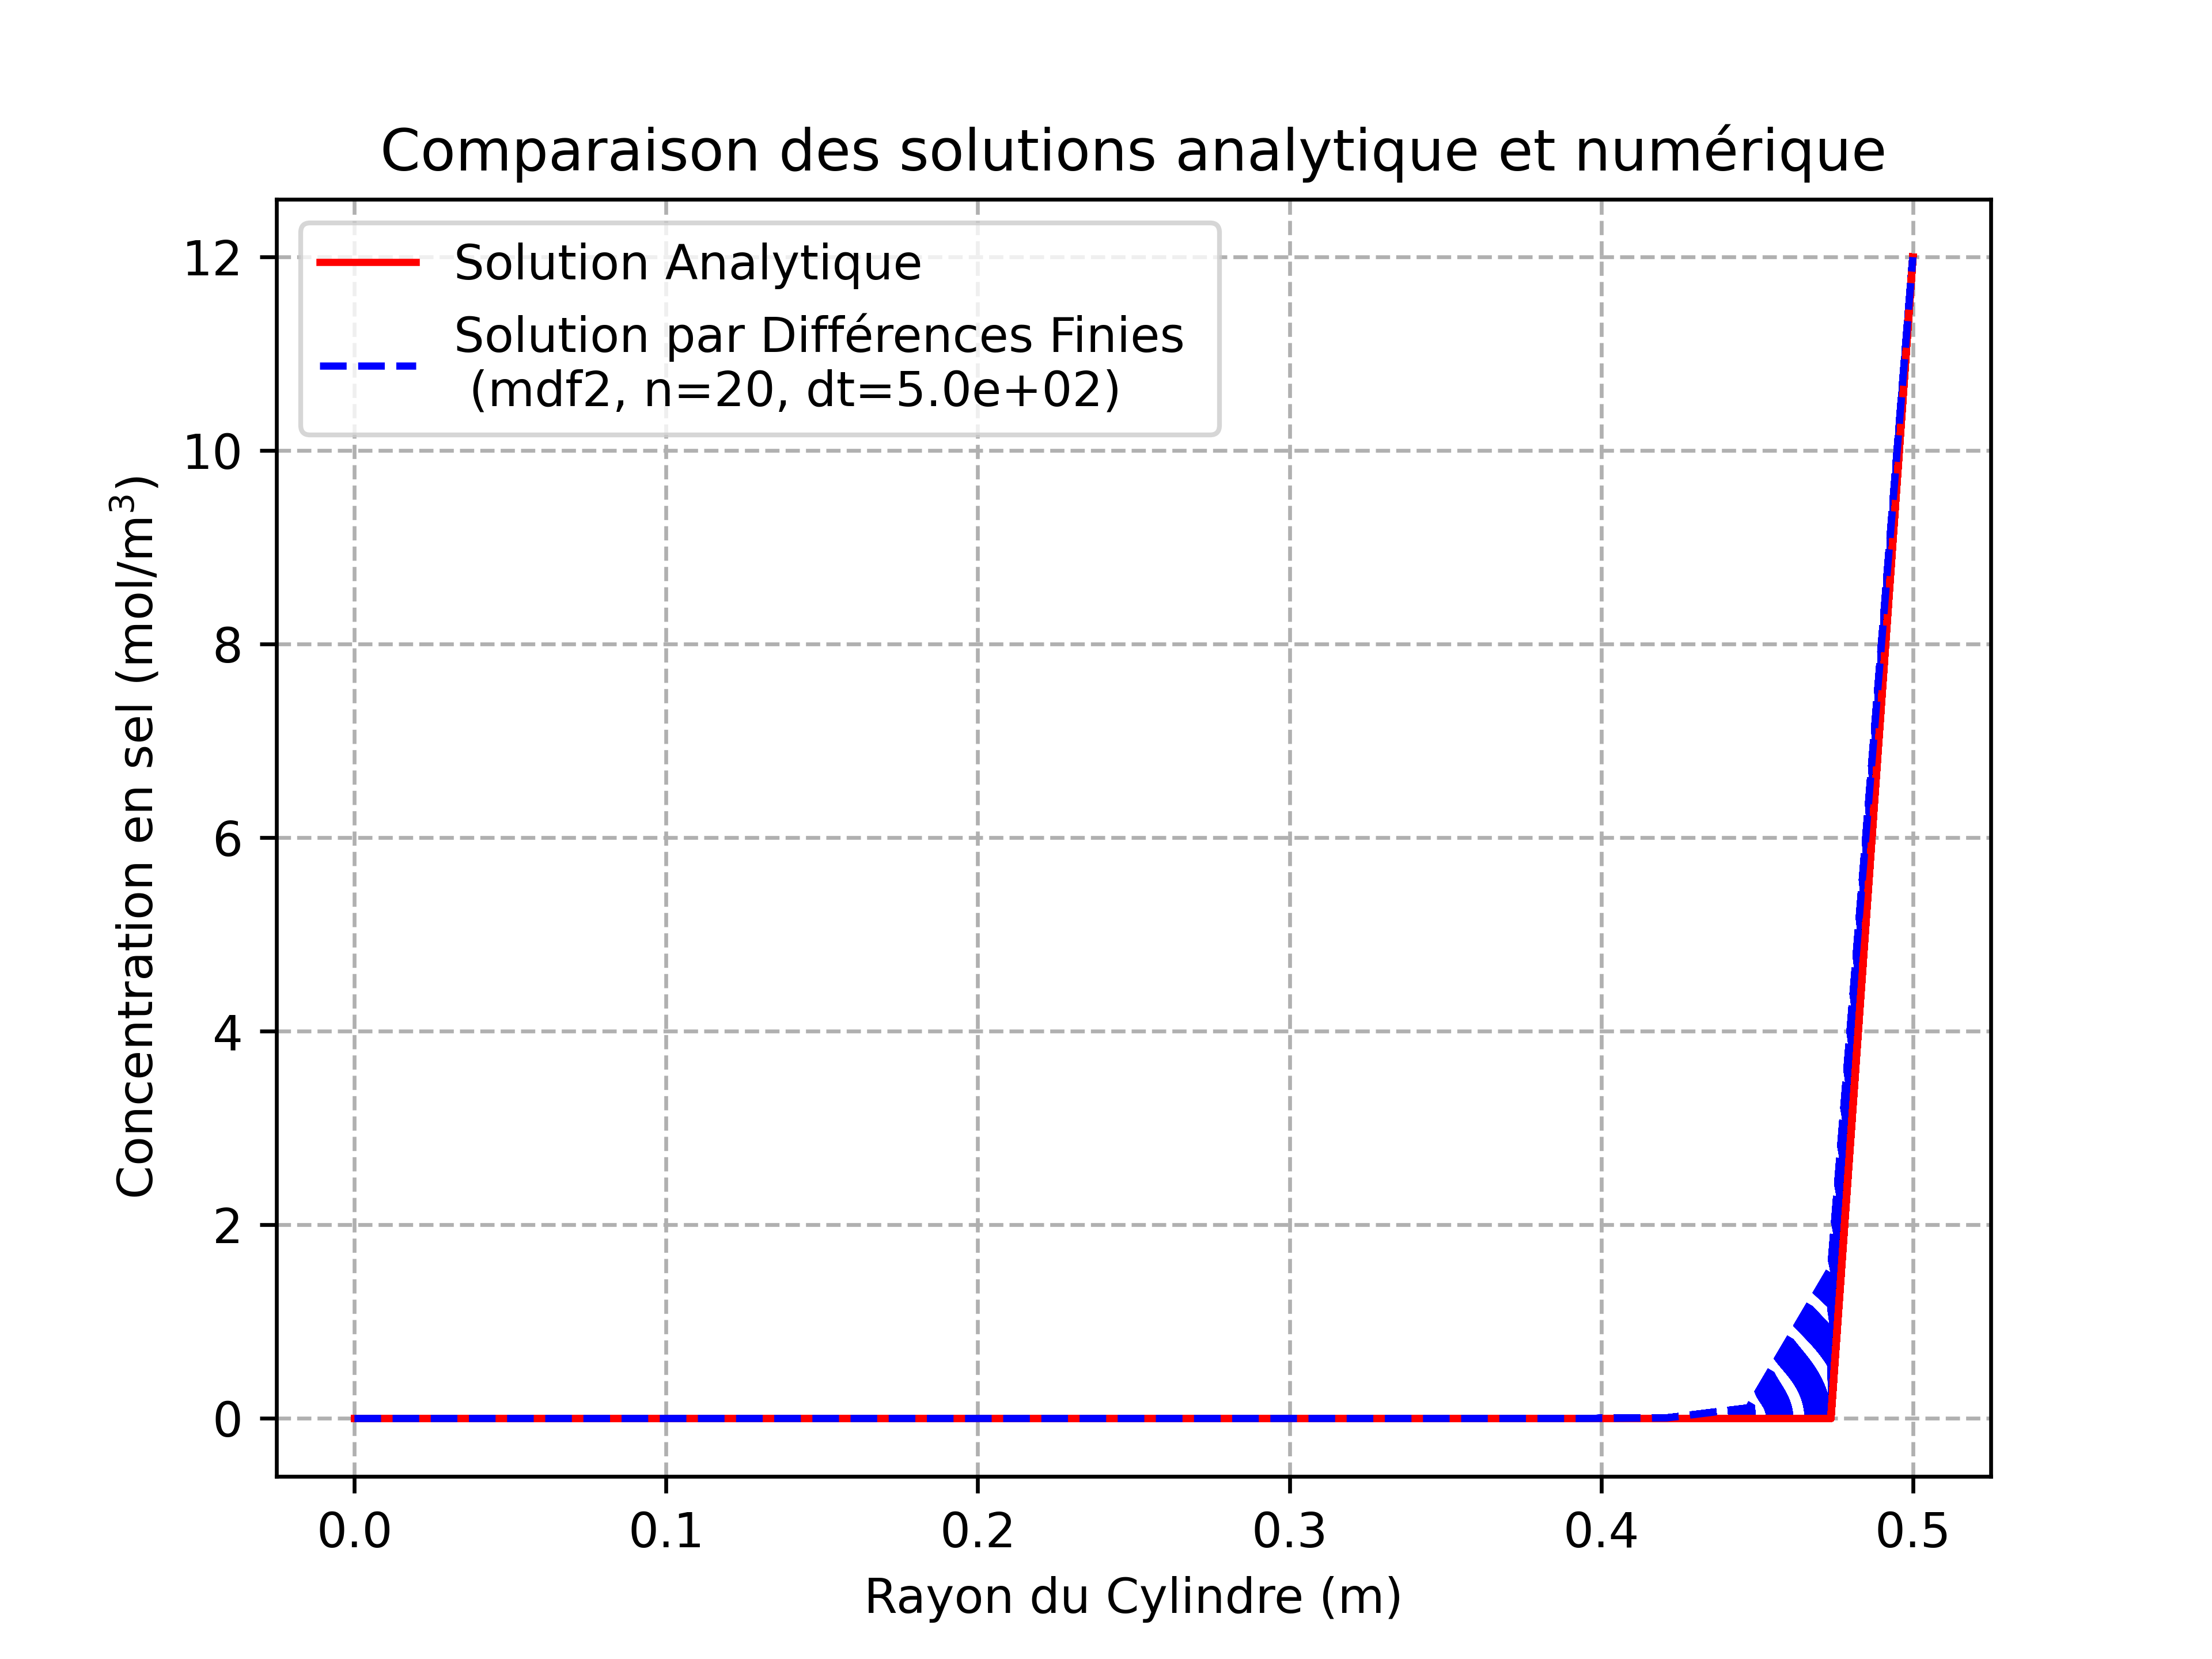 Comparaison des solutions analytique et numérique
Solution Analytique
Solution par Différences Finies
(mdf2, n=20, dt=5.0e+02)
Concentration en sel (mol/m³)
12
10
8
6
4
2
0
0.0 0.1 0.2 0.3 0.4 0.5
Rayon du Cylindre (m)